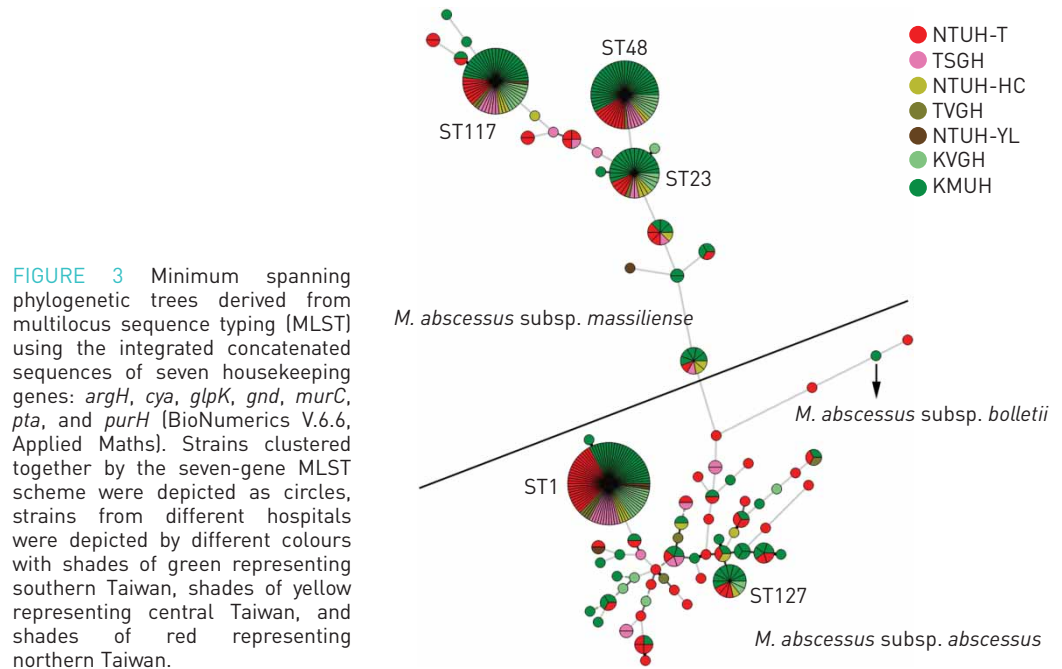 NTUH-T
TSGH
NTUH-HC
TVGH
NTUH-YL
KVGH
KMUH
ST48
ST117
ST23
M. abscessus subsp. massiliense
M. abscessus subsp. bolletii
ST1
ST127
M. abscessus subsp. abscessus
FIGURE 3 Minimum spanning
phylogenetic trees derived from
multilocus sequence typing (MLST)
using the integrated concatenated
sequences of seven housekeeping
genes: argH, cya, glpK, gnd, murC,
pta, and purH (BioNumerics V.6.6,
Applied Maths). Strains clustered
together by the seven-gene MLST
scheme were depicted as circles,
strains from different hospitals
were depicted by different colours
with shades of green representing
southern Taiwan, shades of yellow
representing central Taiwan, and
shades of red representing
northern Taiwan.